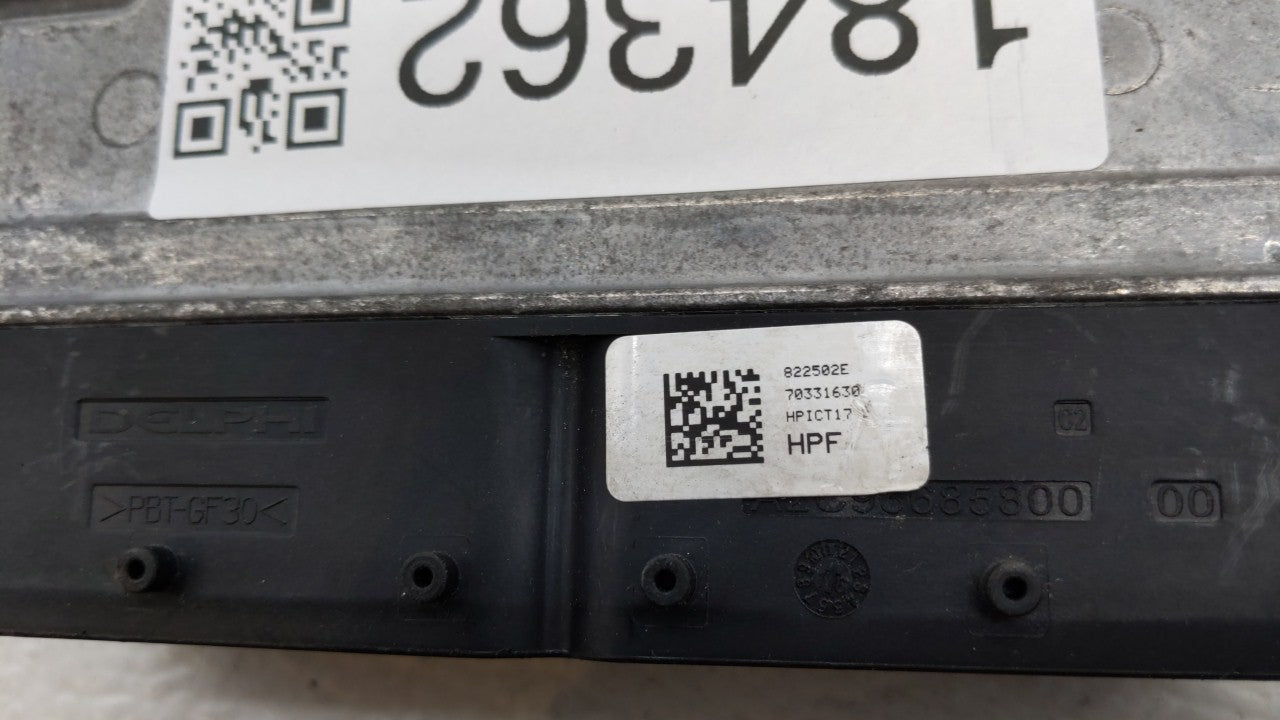 184362
822502E
70331630
HPICT17
HPF
DELPHI
>PBT-GF30<
C2
00